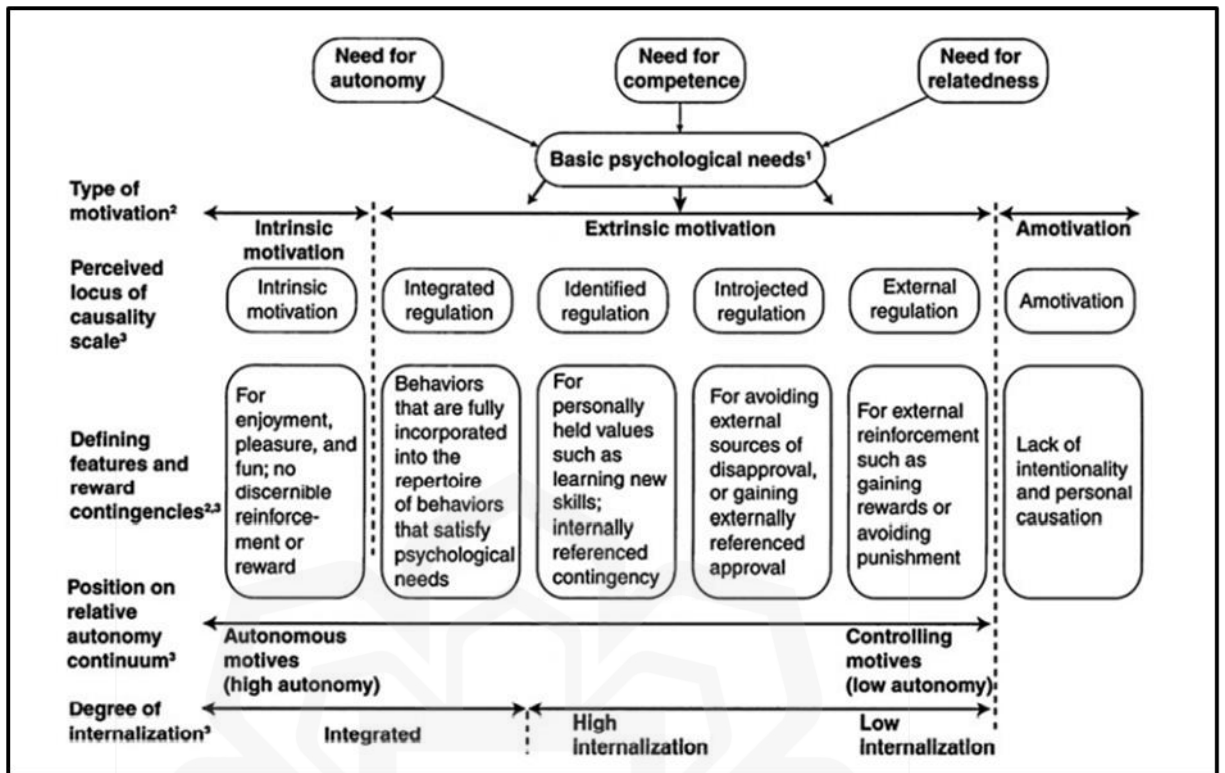 Need for
autonomy
Need for
competence
Need for
relatedness
Basic psychological needs¹
Type of
motivation²
Intrinsic
motivation
Extrinsic motivation
Amotivation
Perceived
locus of
causality
scale³
Intrinsic
motivation
Integrated
regulation
Identified
regulation
Introjected
regulation
External
regulation
Amotivation
Defining
features and
reward
contingencies²,³
For
enjoyment,
pleasure, and
fun; no
discernible
reinforce-
ment or
reward
Behaviors
that are fully
incorporated
into the
repertoire
of behaviors
that satisfy
psychological
needs
For
personally
held values
such as
learning new
skills;
internally
referenced
contingency
For avoiding
external
sources of
disapproval,
or gaining
externally
referenced
approval
For external
reinforcement
such as
gaining
rewards or
avoiding
punishment
Lack of
intentionality
and personal
causation
Position on
relative
autonomy
continuum³
Autonomous
motives
(high autonomy)
Controlling
motives
(low autonomy)
Degree of
internalization³
Integrated
High
internalization
Low
internalization